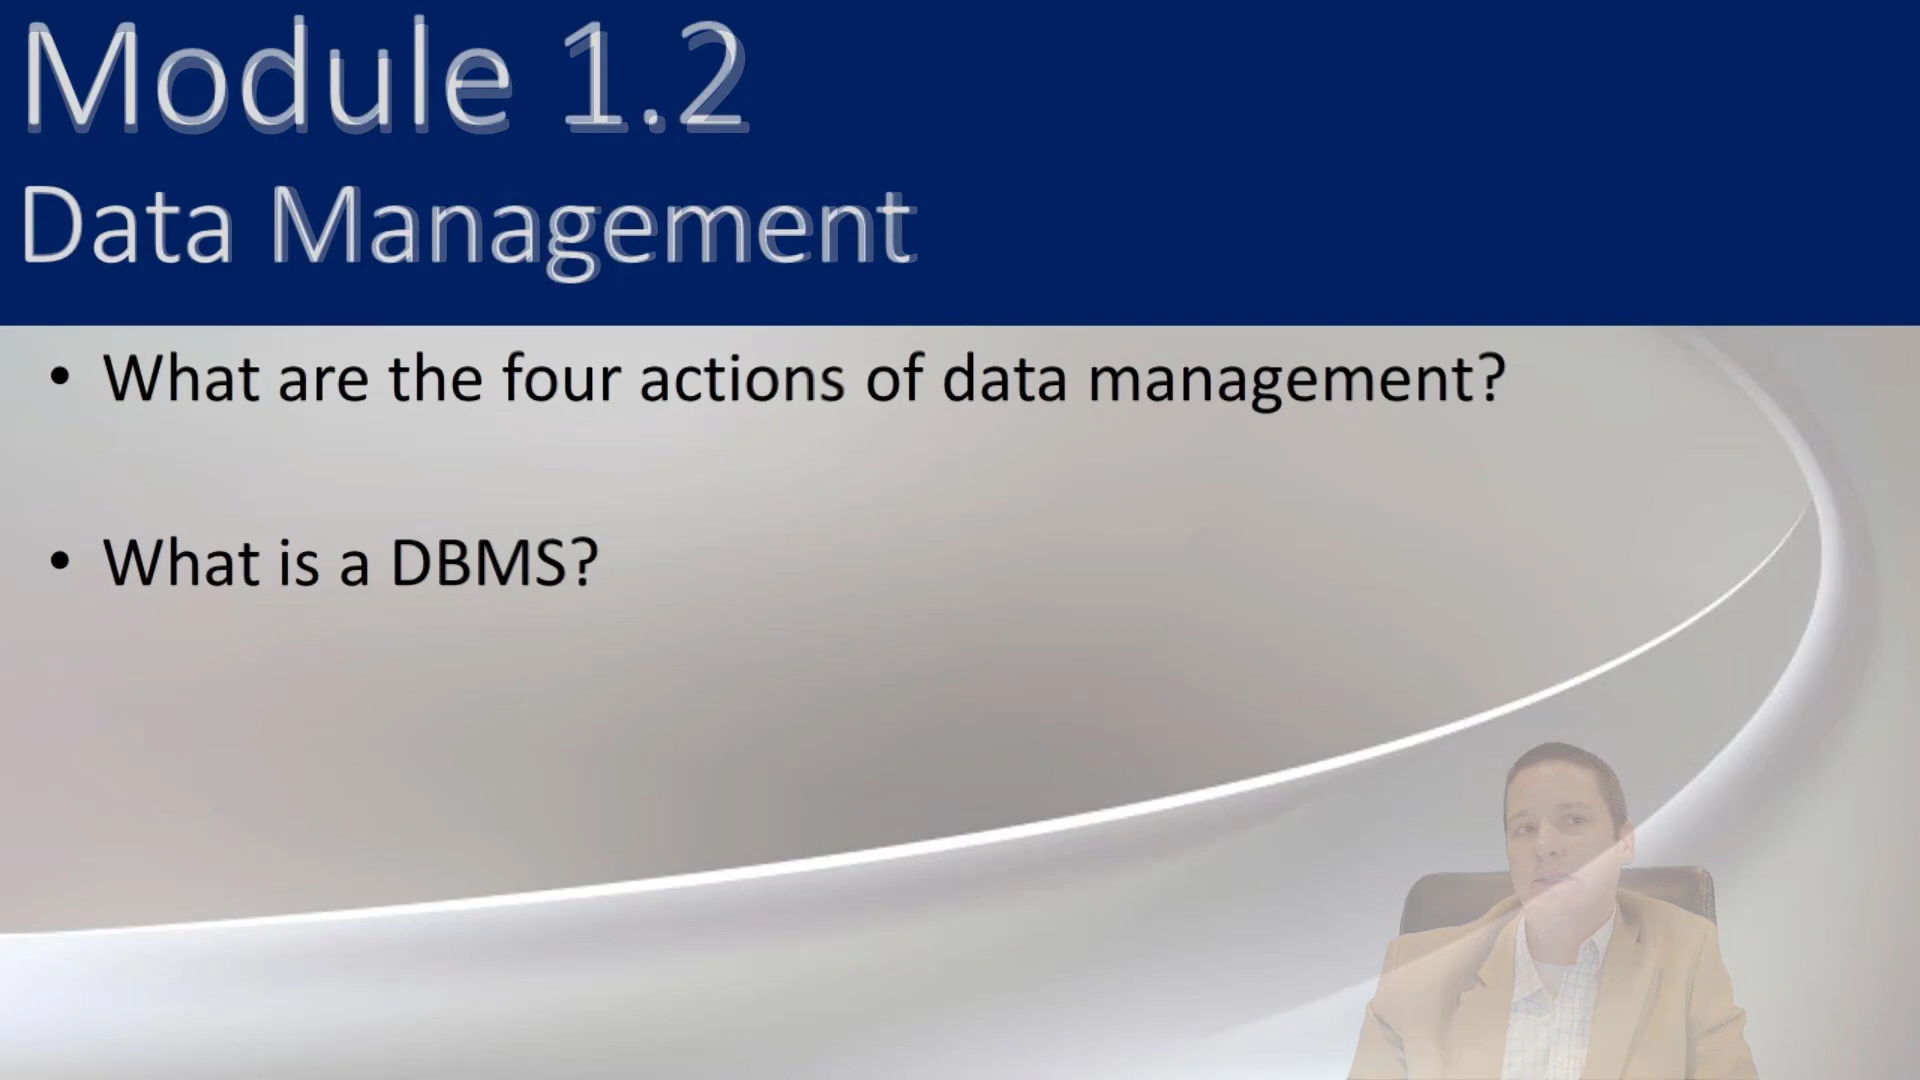 Module 1.2
Data Management
• What are the four actions of data management?
• What is a DBMS?